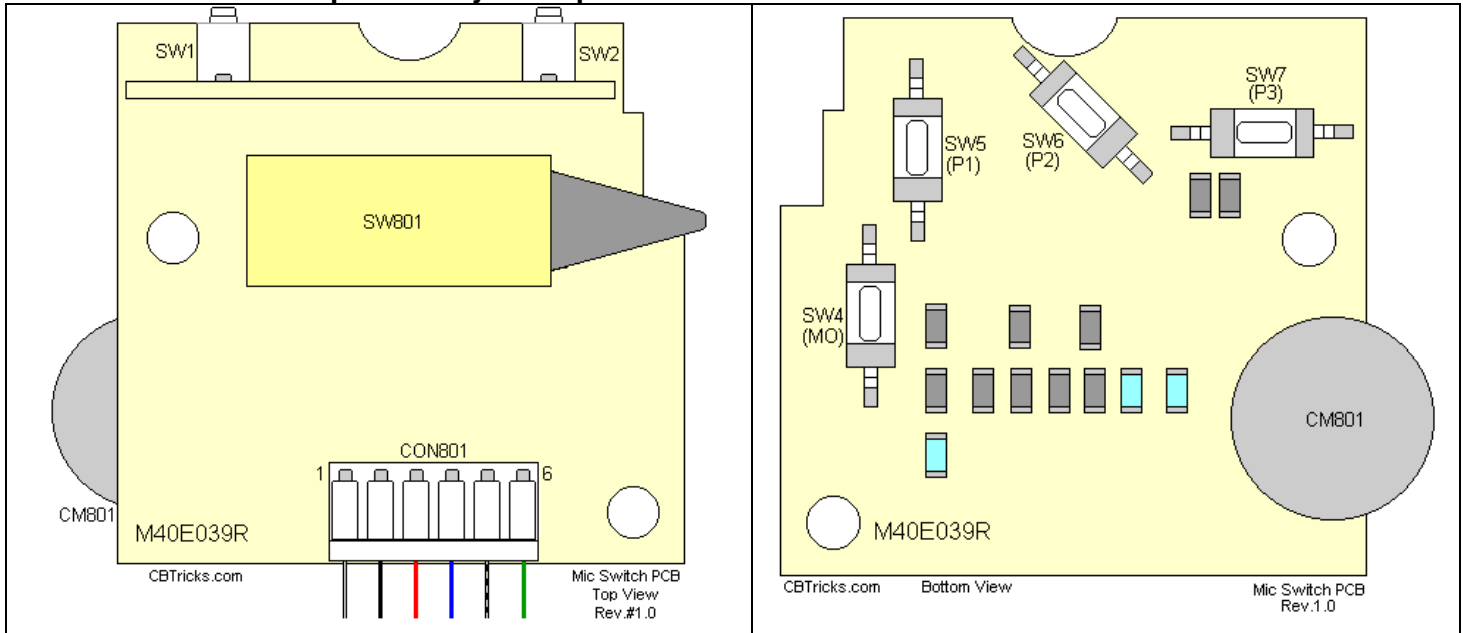 SW1
SW2
SW801
CON801
1
6
CM801
M40E039R
CBTricks.com
Mic Switch PCB
Top View
Rev.#1.0
SW7
(P3)
SW5
(P1)
SW6
(P2)
SW4
(MO)
CM801
M40E039R
CBTricks.com
Bottom View
Mic Switch PCB
Rev.1.0